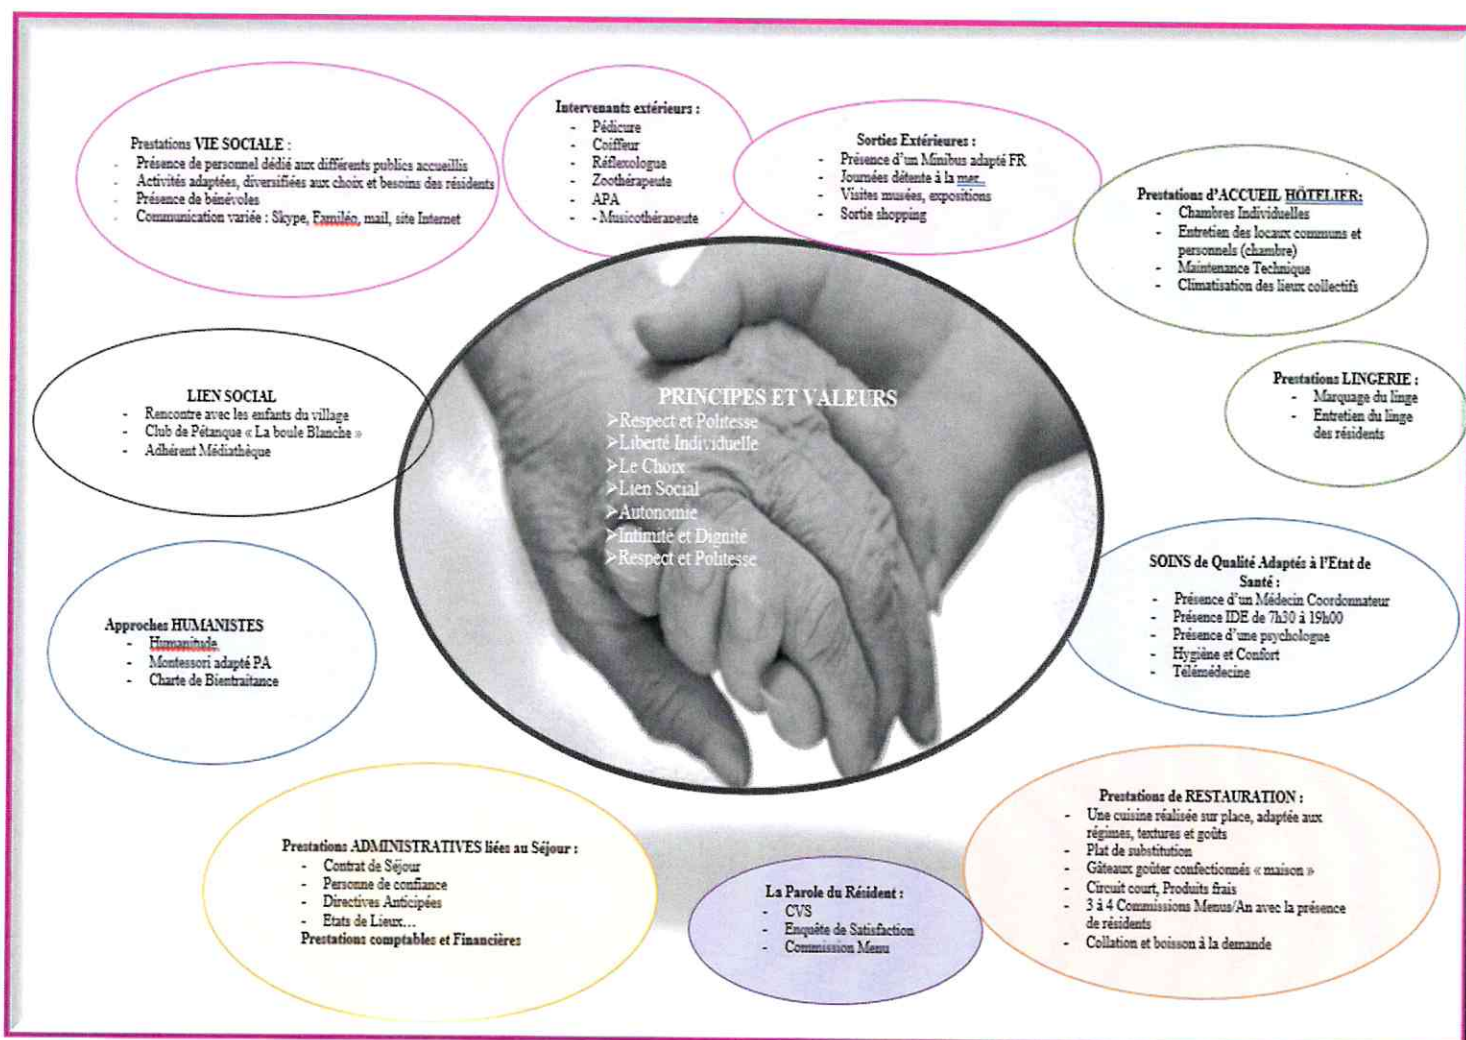 Prestations VIE SOCIALE :
- Présence de personnel dédié aux différents publics accueillis
- Activités adaptées, diversifiées aux choix et besoins des résidents
- Présence de bénévoles
- Communication variée : Skype, Familéo, mail, site Internet
Intervenants extérieurs :
- Pédicure
- Coiffeur
- Réflexologue
- Zoothérapeute
- APA
- - Musicothérapeute
Sorties Extérieures :
- Présence d'un Minibus adapté FR
- Journées détente à la mer..
- Visites musées, expositions
- Sortie shopping
Prestations d'ACCUEIL HÔTELIER:
- Chambres Individuelles
- Entretien des locaux communs et
personnels (chambre)
- Maintenance Technique
- Climatisation des lieux collectifs
LIEN SOCIAL
- Rencontre avec les enfants du village
- Club de Pétanque « La boule Blanche »
- Adhérent Médiathèque
PRINCIPES ET VALEURS
➢Respect et Politesse
➢Liberté Individuelle
➢Le Choix
➢Lien Social
➢Autonomie
➢Intimité et Dignité
➢Respect et Politesse
Prestations LINGERIE :
- Marquage du linge
- Entretien du linge
des résidents
Approches HUMANISTES
- Humanitude
- Montessori adapté PA
- Charte de Bientraitance
SOINS de Qualité Adaptés à l'Etat de
Santé :
- Présence d'un Médecin Coordonnateur
- Présence IDE de 7h30 à 19h00
- Présence d'une psychologue
- Hygiène et Confort
- Télémédecine
Prestations ADMINISTRATIVES liées au Séjour :
- Contrat de Séjour
- Personne de confiance
- Directives Anticipées
- Etats de Lieux...
Prestations comptables et Financières
La Parole du Résident :
- CVS
- Enquête de Satisfaction
- Commission Menu
Prestations de RESTAURATION :
- Une cuisine réalisée sur place, adaptée aux
régimes, textures et goûts
- Plat de substitution
- Gâteaux goûter confectionnés « maison »
- Circuit court, Produits frais
- 3 à 4 Commissions Menus/An avec la présence
de résidents
- Collation et boisson à la demande